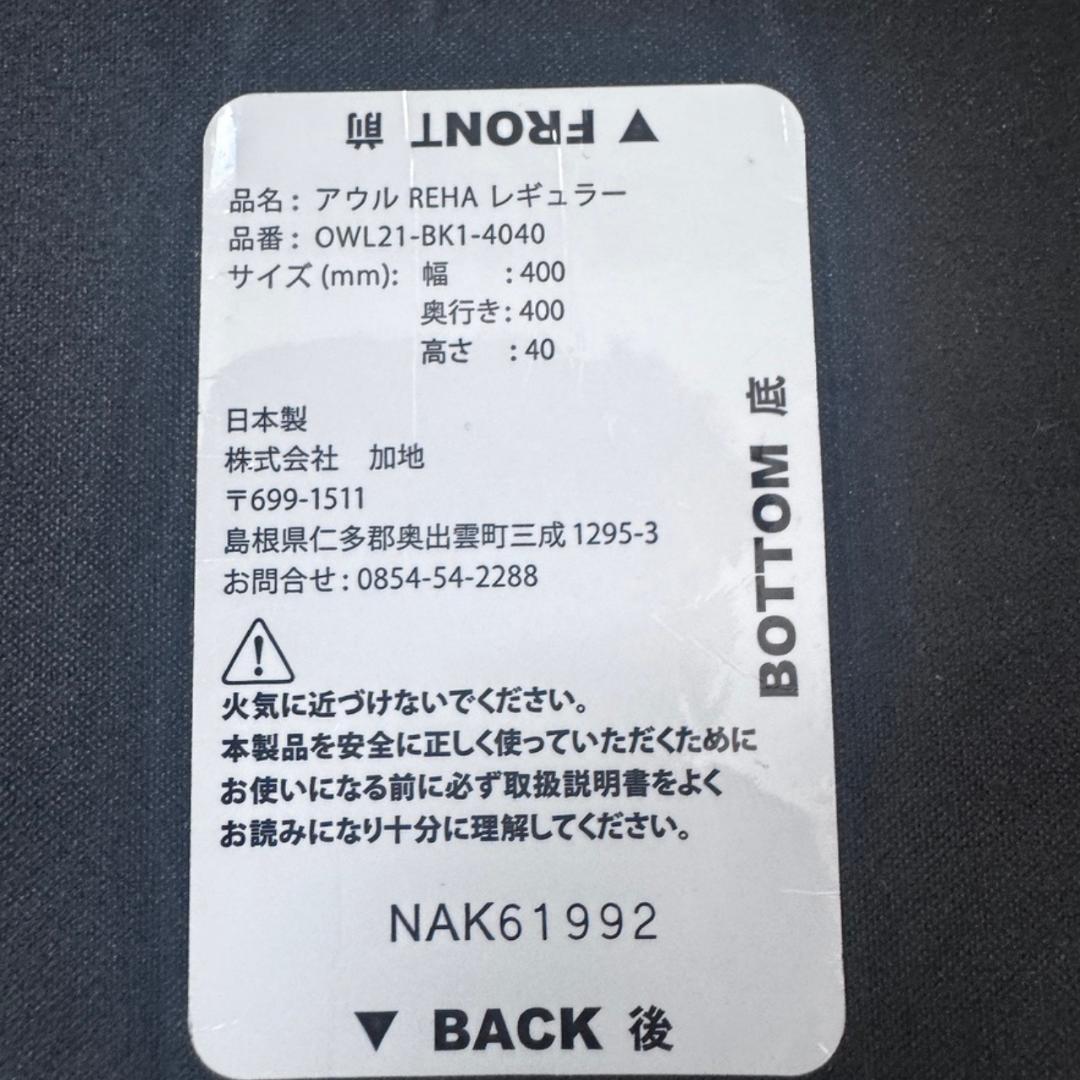 ▼ FRONT 前
品名: アウル REHA レギュラー
品番: OWL21-BK1-4040
サイズ (mm): 幅 : 400
奥行き: 400
高さ : 40
日本製
株式会社 加地
〒699-1511
島根県仁多郡奥出雲町三成 1295-3
お問合せ: 0854-54-2288
火気に近づけないでください。
本製品を安全に正しく使っていただくために
お使いになる前に必ず取扱説明書をよく
お読みになり十分に理解してください。
NAK61992
▼ BACK 後
BOTTOM 底